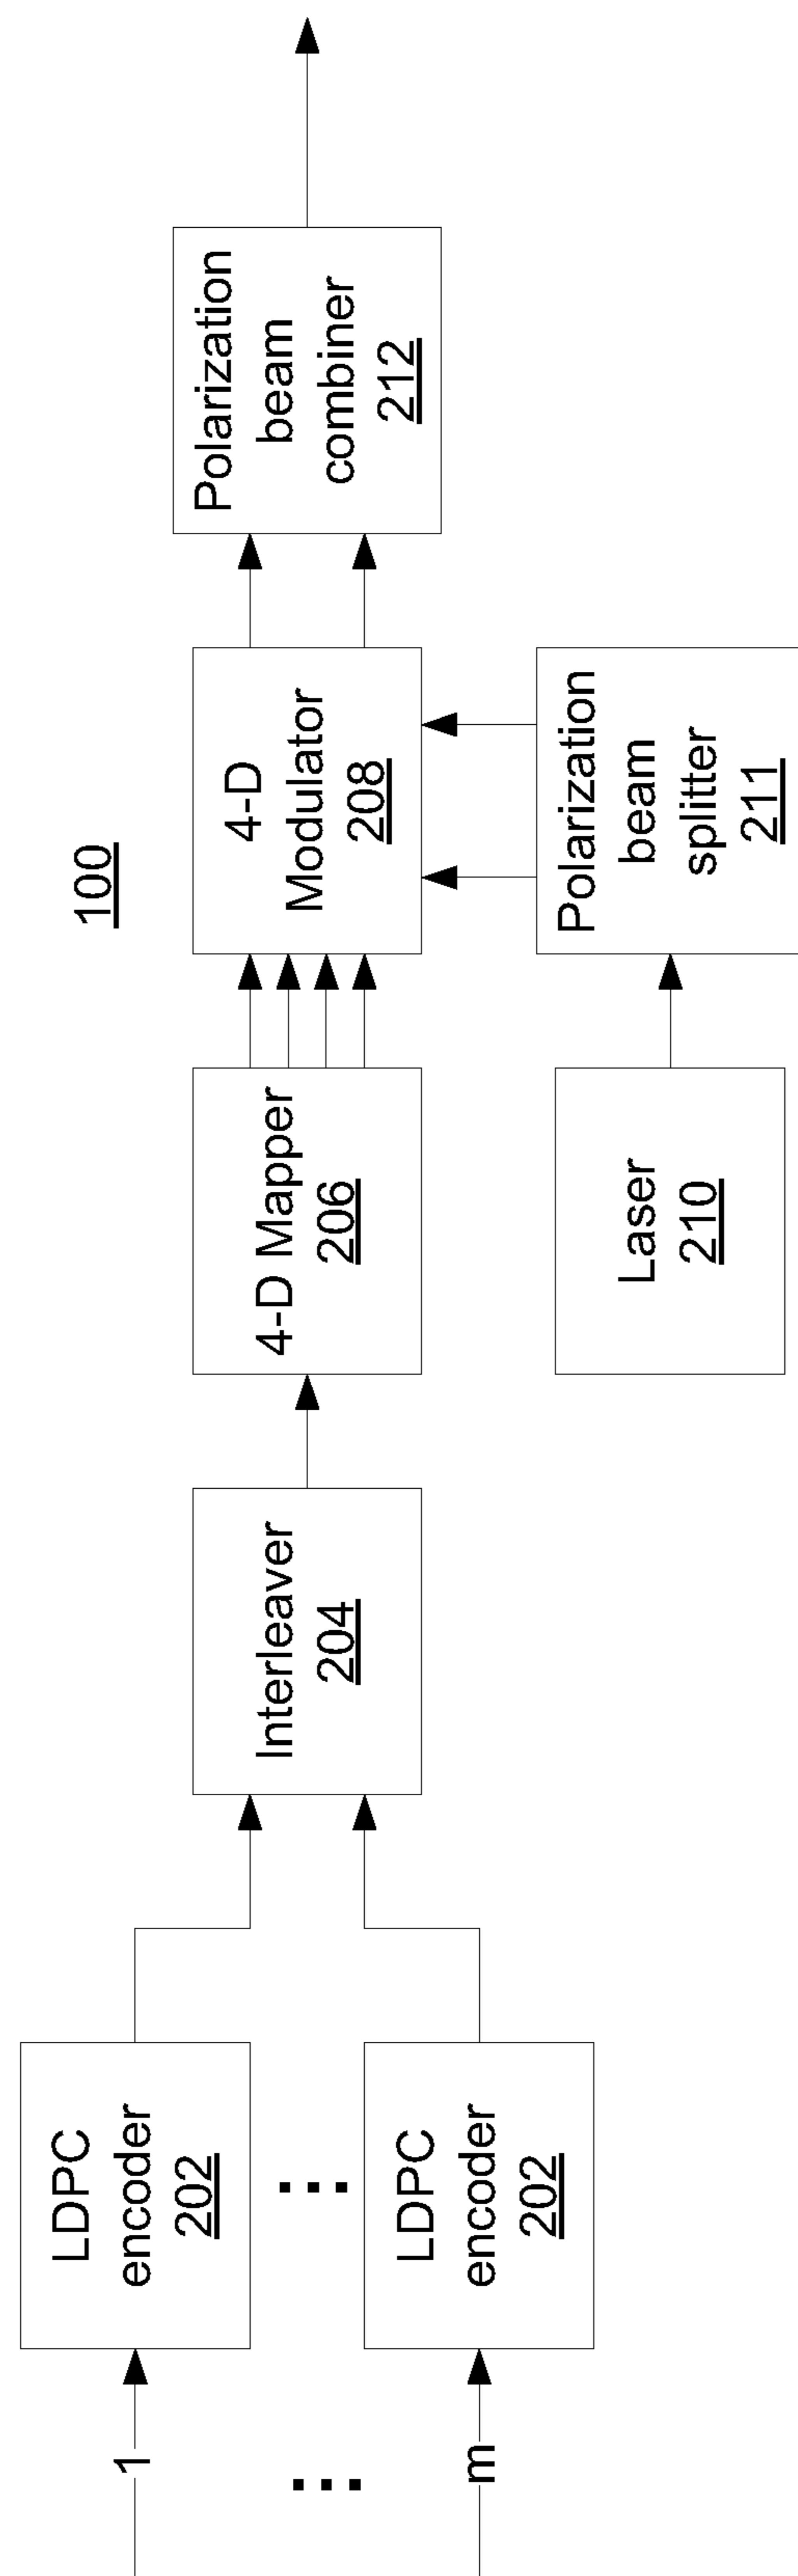 100
1
m
LDPC
encoder
202
LDPC
encoder
202
Interleaver
204
4-D Mapper
206
4-D
Modulator
208
Polarization
beam
combiner
212
Laser
210
Polarization
beam
splitter
211